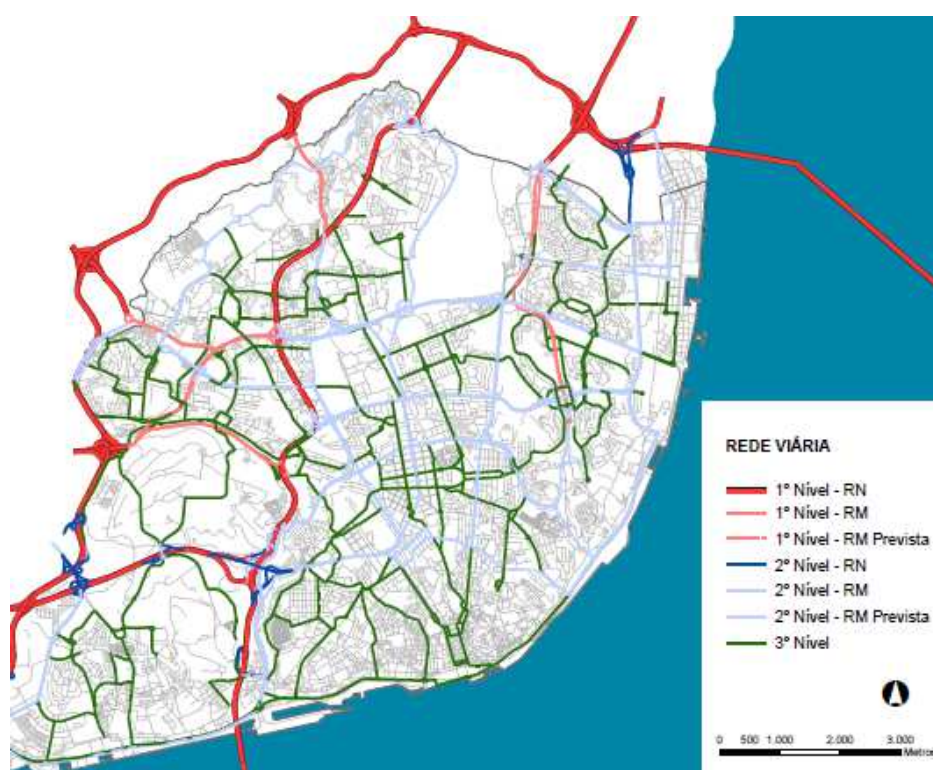 REDE VIÁRIA
1º Nível - RN
1º Nível - RM
1º Nível - RM Prevista
2º Nível - RN
2º Nível - RM
2º Nível - RM Prevista
3º Nível
0 500 1.000 2.000 3.000
Metros